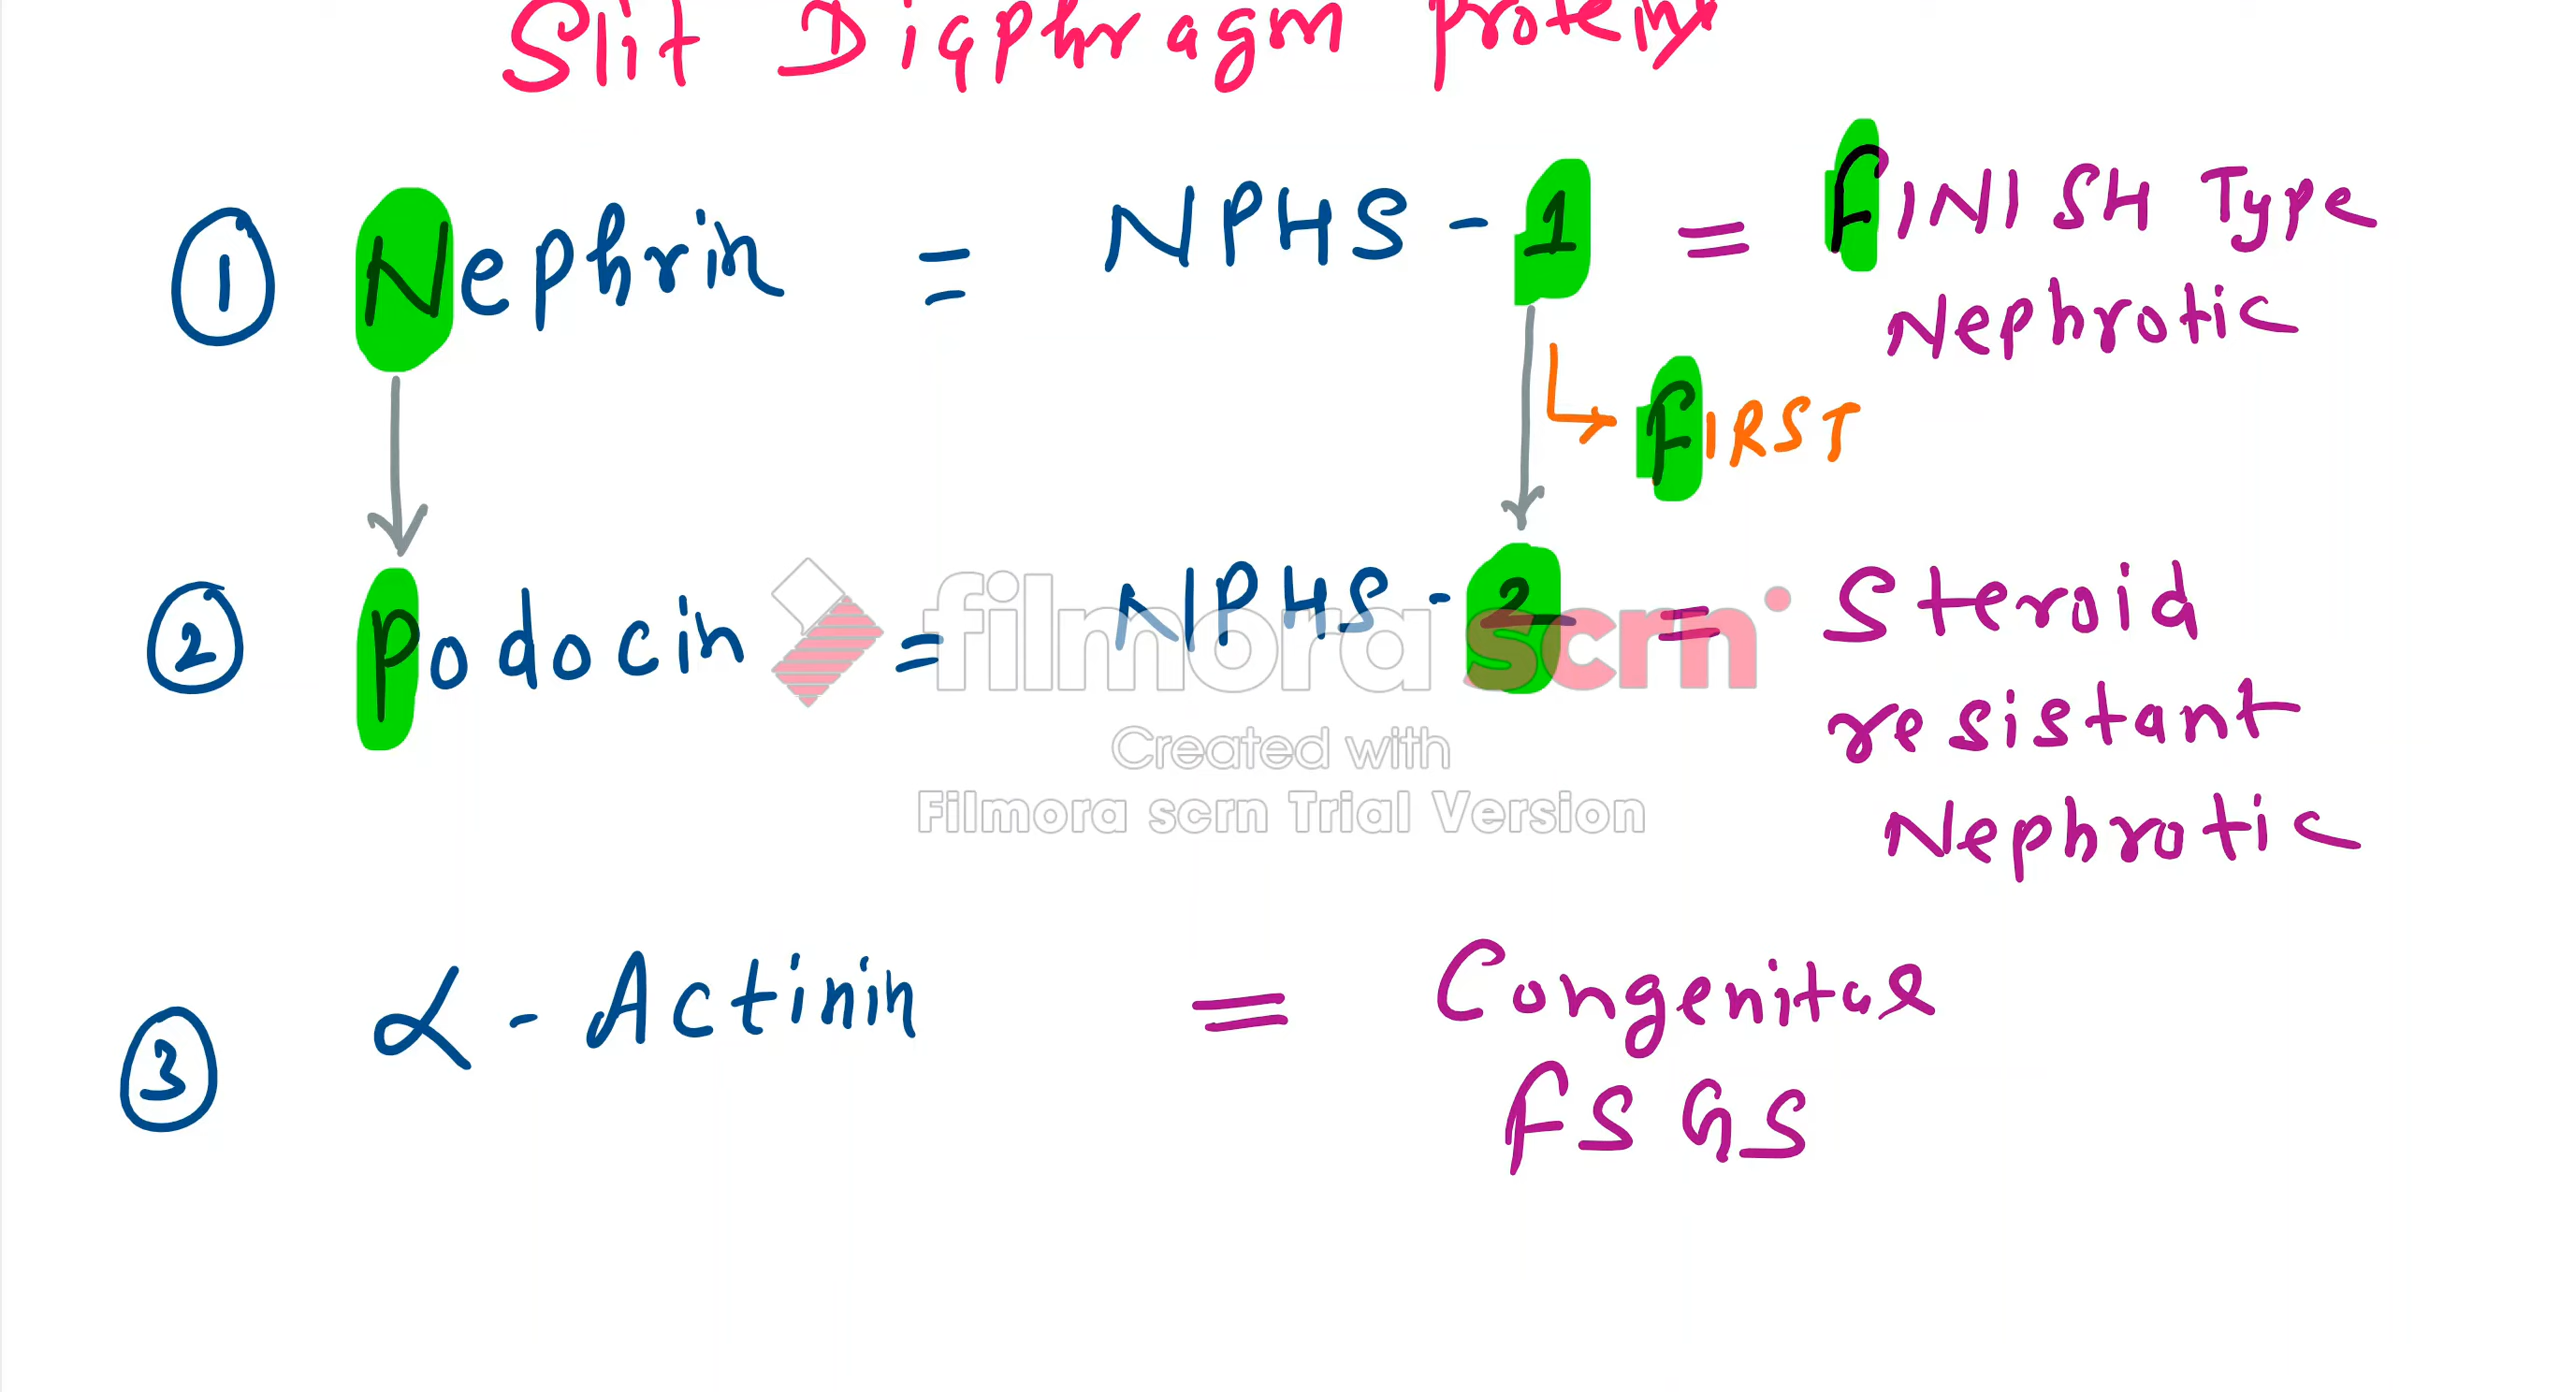 Slit Diaphragm proteins
① Nephrin = NPHS - 1 = FINISH Type
Nephrotic
FIRST
② Podocin = NPHS - 2 = Steroid
resistant
Nephrotic
filmora scrn
Created with
Filmora scrn Trial Version
③ α - Actinin = Congenital
FSGS